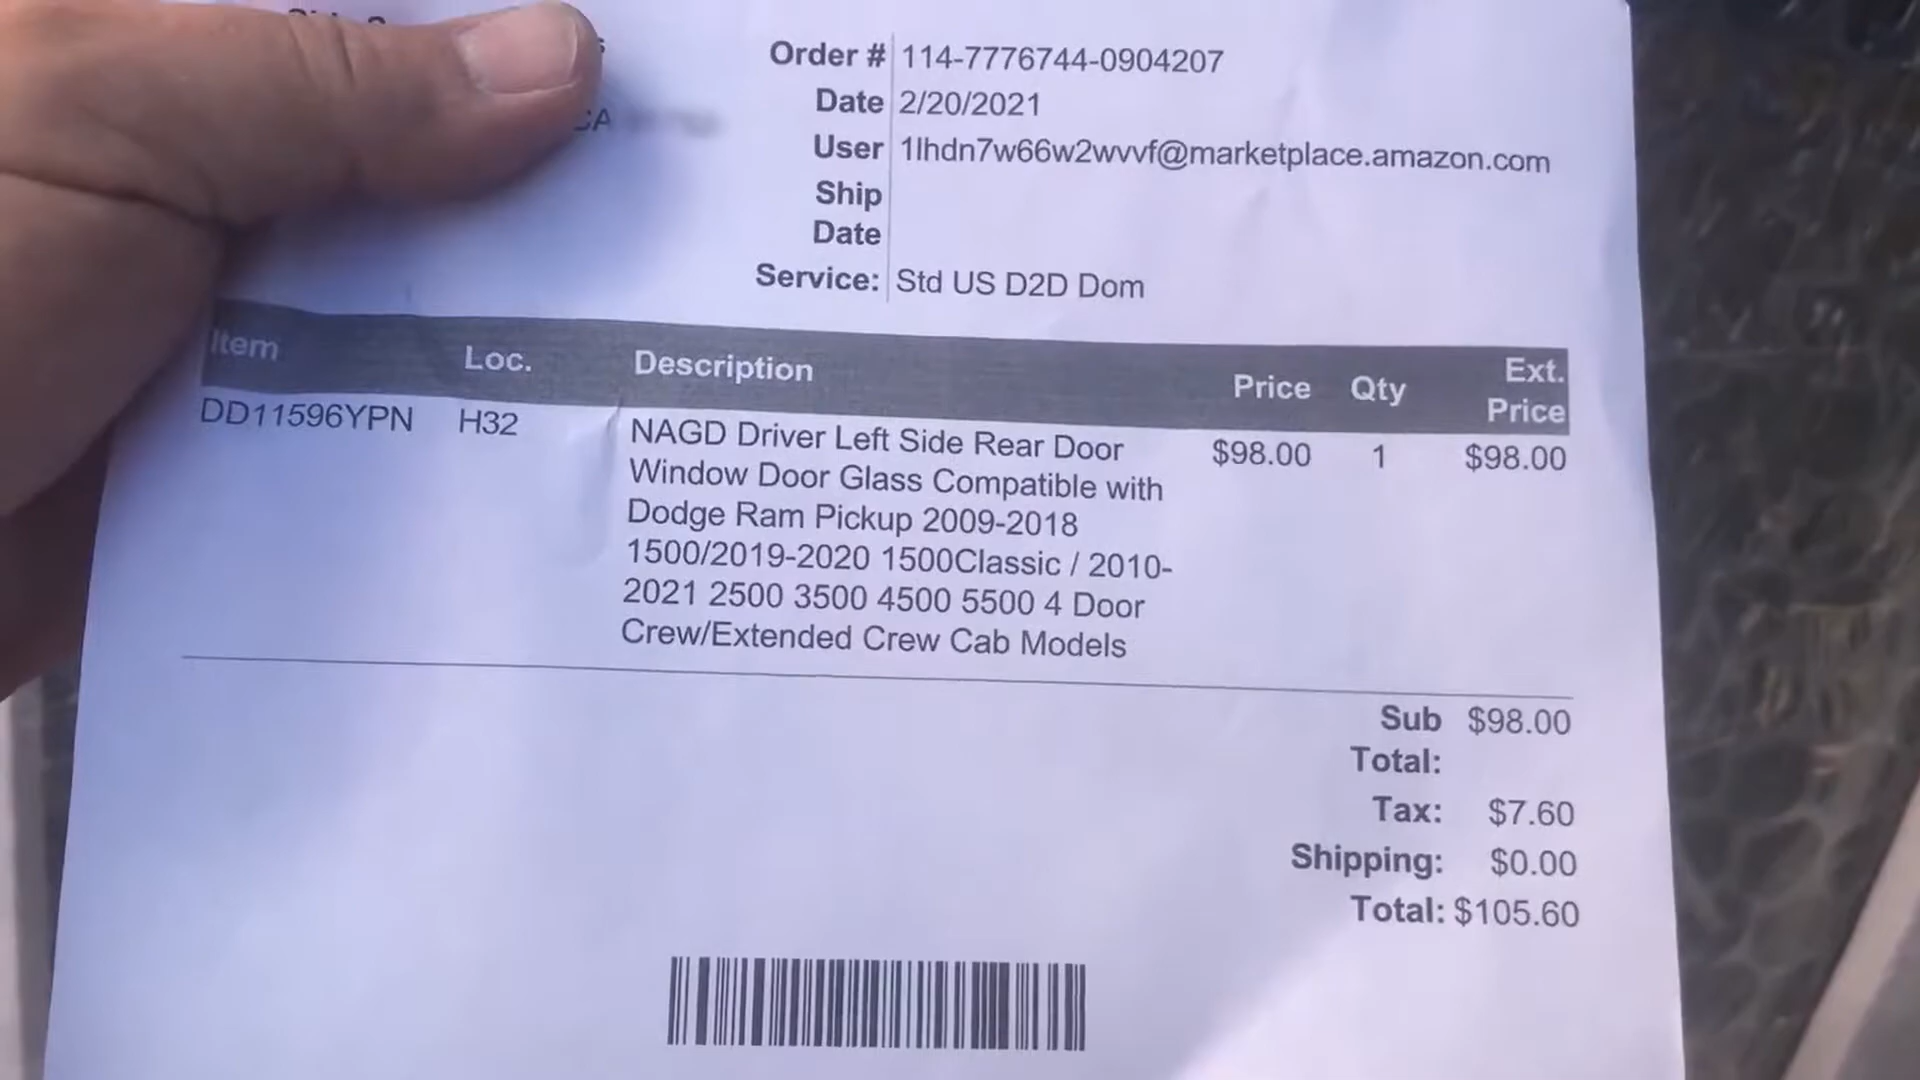 CA
Order # 114-7776744-0904207
Date 2/20/2021
User 1lhdn7w66w2wvvf@marketplace.amazon.com
Ship
Date
Service: Std US D2D Dom
Item Loc. Description Price Qty Ext. Price
DD11596YPN H32 NAGD Driver Left Side Rear Door $98.00 1 $98.00
Window Door Glass Compatible with
Dodge Ram Pickup 2009-2018
1500/2019-2020 1500Classic / 2010-
2021 2500 3500 4500 5500 4 Door
Crew/Extended Crew Cab Models
Sub $98.00
Total:
Tax: $7.60
Shipping: $0.00
Total: $105.60